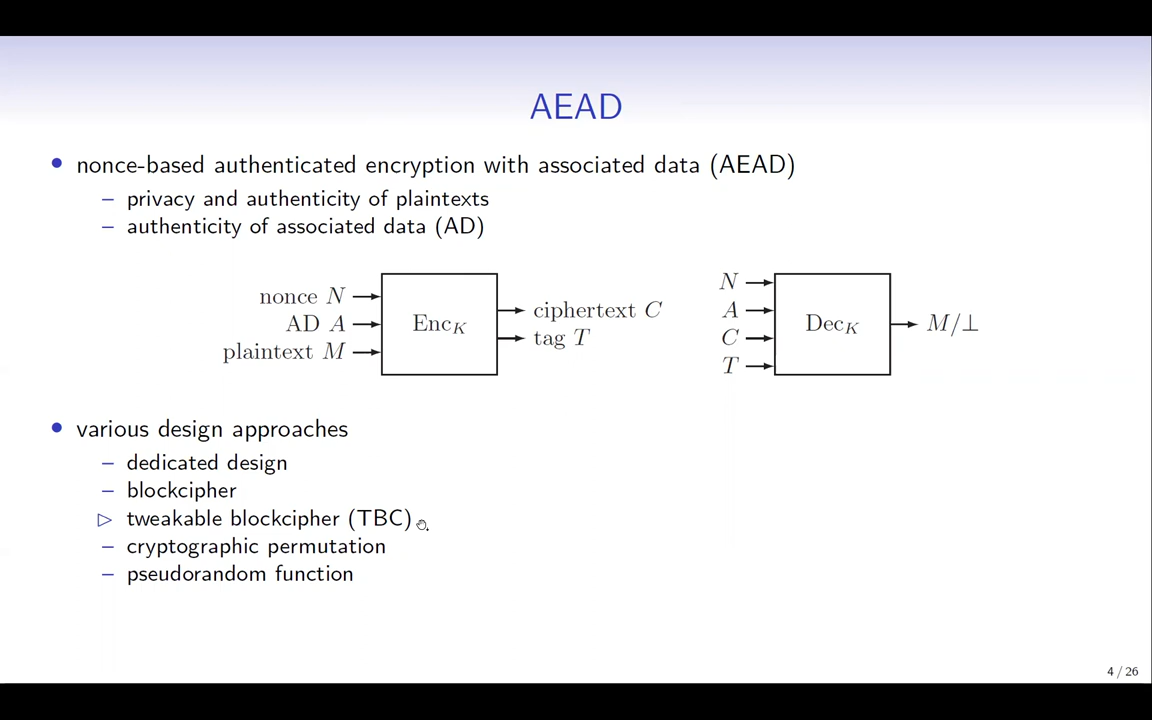 AEAD
• nonce-based authenticated encryption with associated data (AEAD)
– privacy and authenticity of plaintexts
– authenticity of associated data (AD)
nonce N
AD A
plaintext M
Enc_K
ciphertext C
tag T
N
A
C
T
Dec_K
M/⊥
• various design approaches
– dedicated design
– blockcipher
▷ tweakable blockcipher (TBC)
– cryptographic permutation
– pseudorandom function
4 / 26